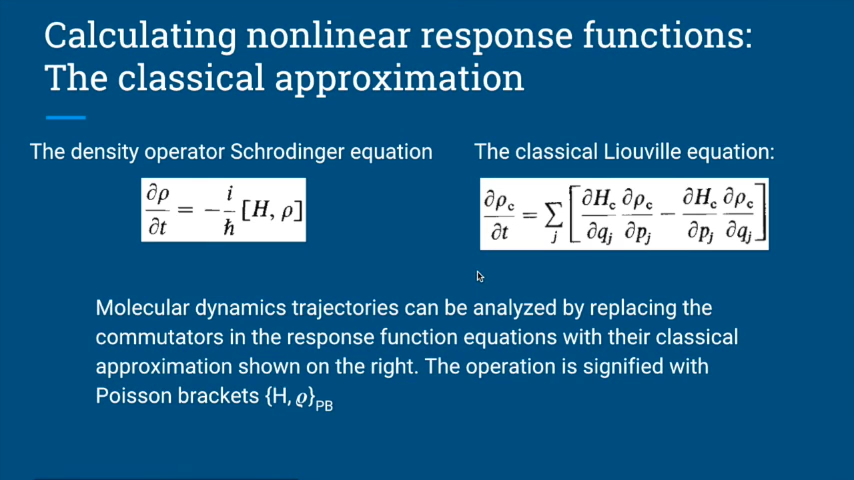 Calculating nonlinear response functions:
The classical approximation
The density operator Schrodinger equation
∂ρ/∂t = −i/ħ [H, ρ]
The classical Liouville equation:
∂ρc/∂t = ∑j [∂Hc/∂qj ∂ρc/∂pj − ∂Hc/∂pj ∂ρc/∂qj]
Molecular dynamics trajectories can be analyzed by replacing the
commutators in the response function equations with their classical
approximation shown on the right. The operation is signified with
Poisson brackets {H, ϱ}PB